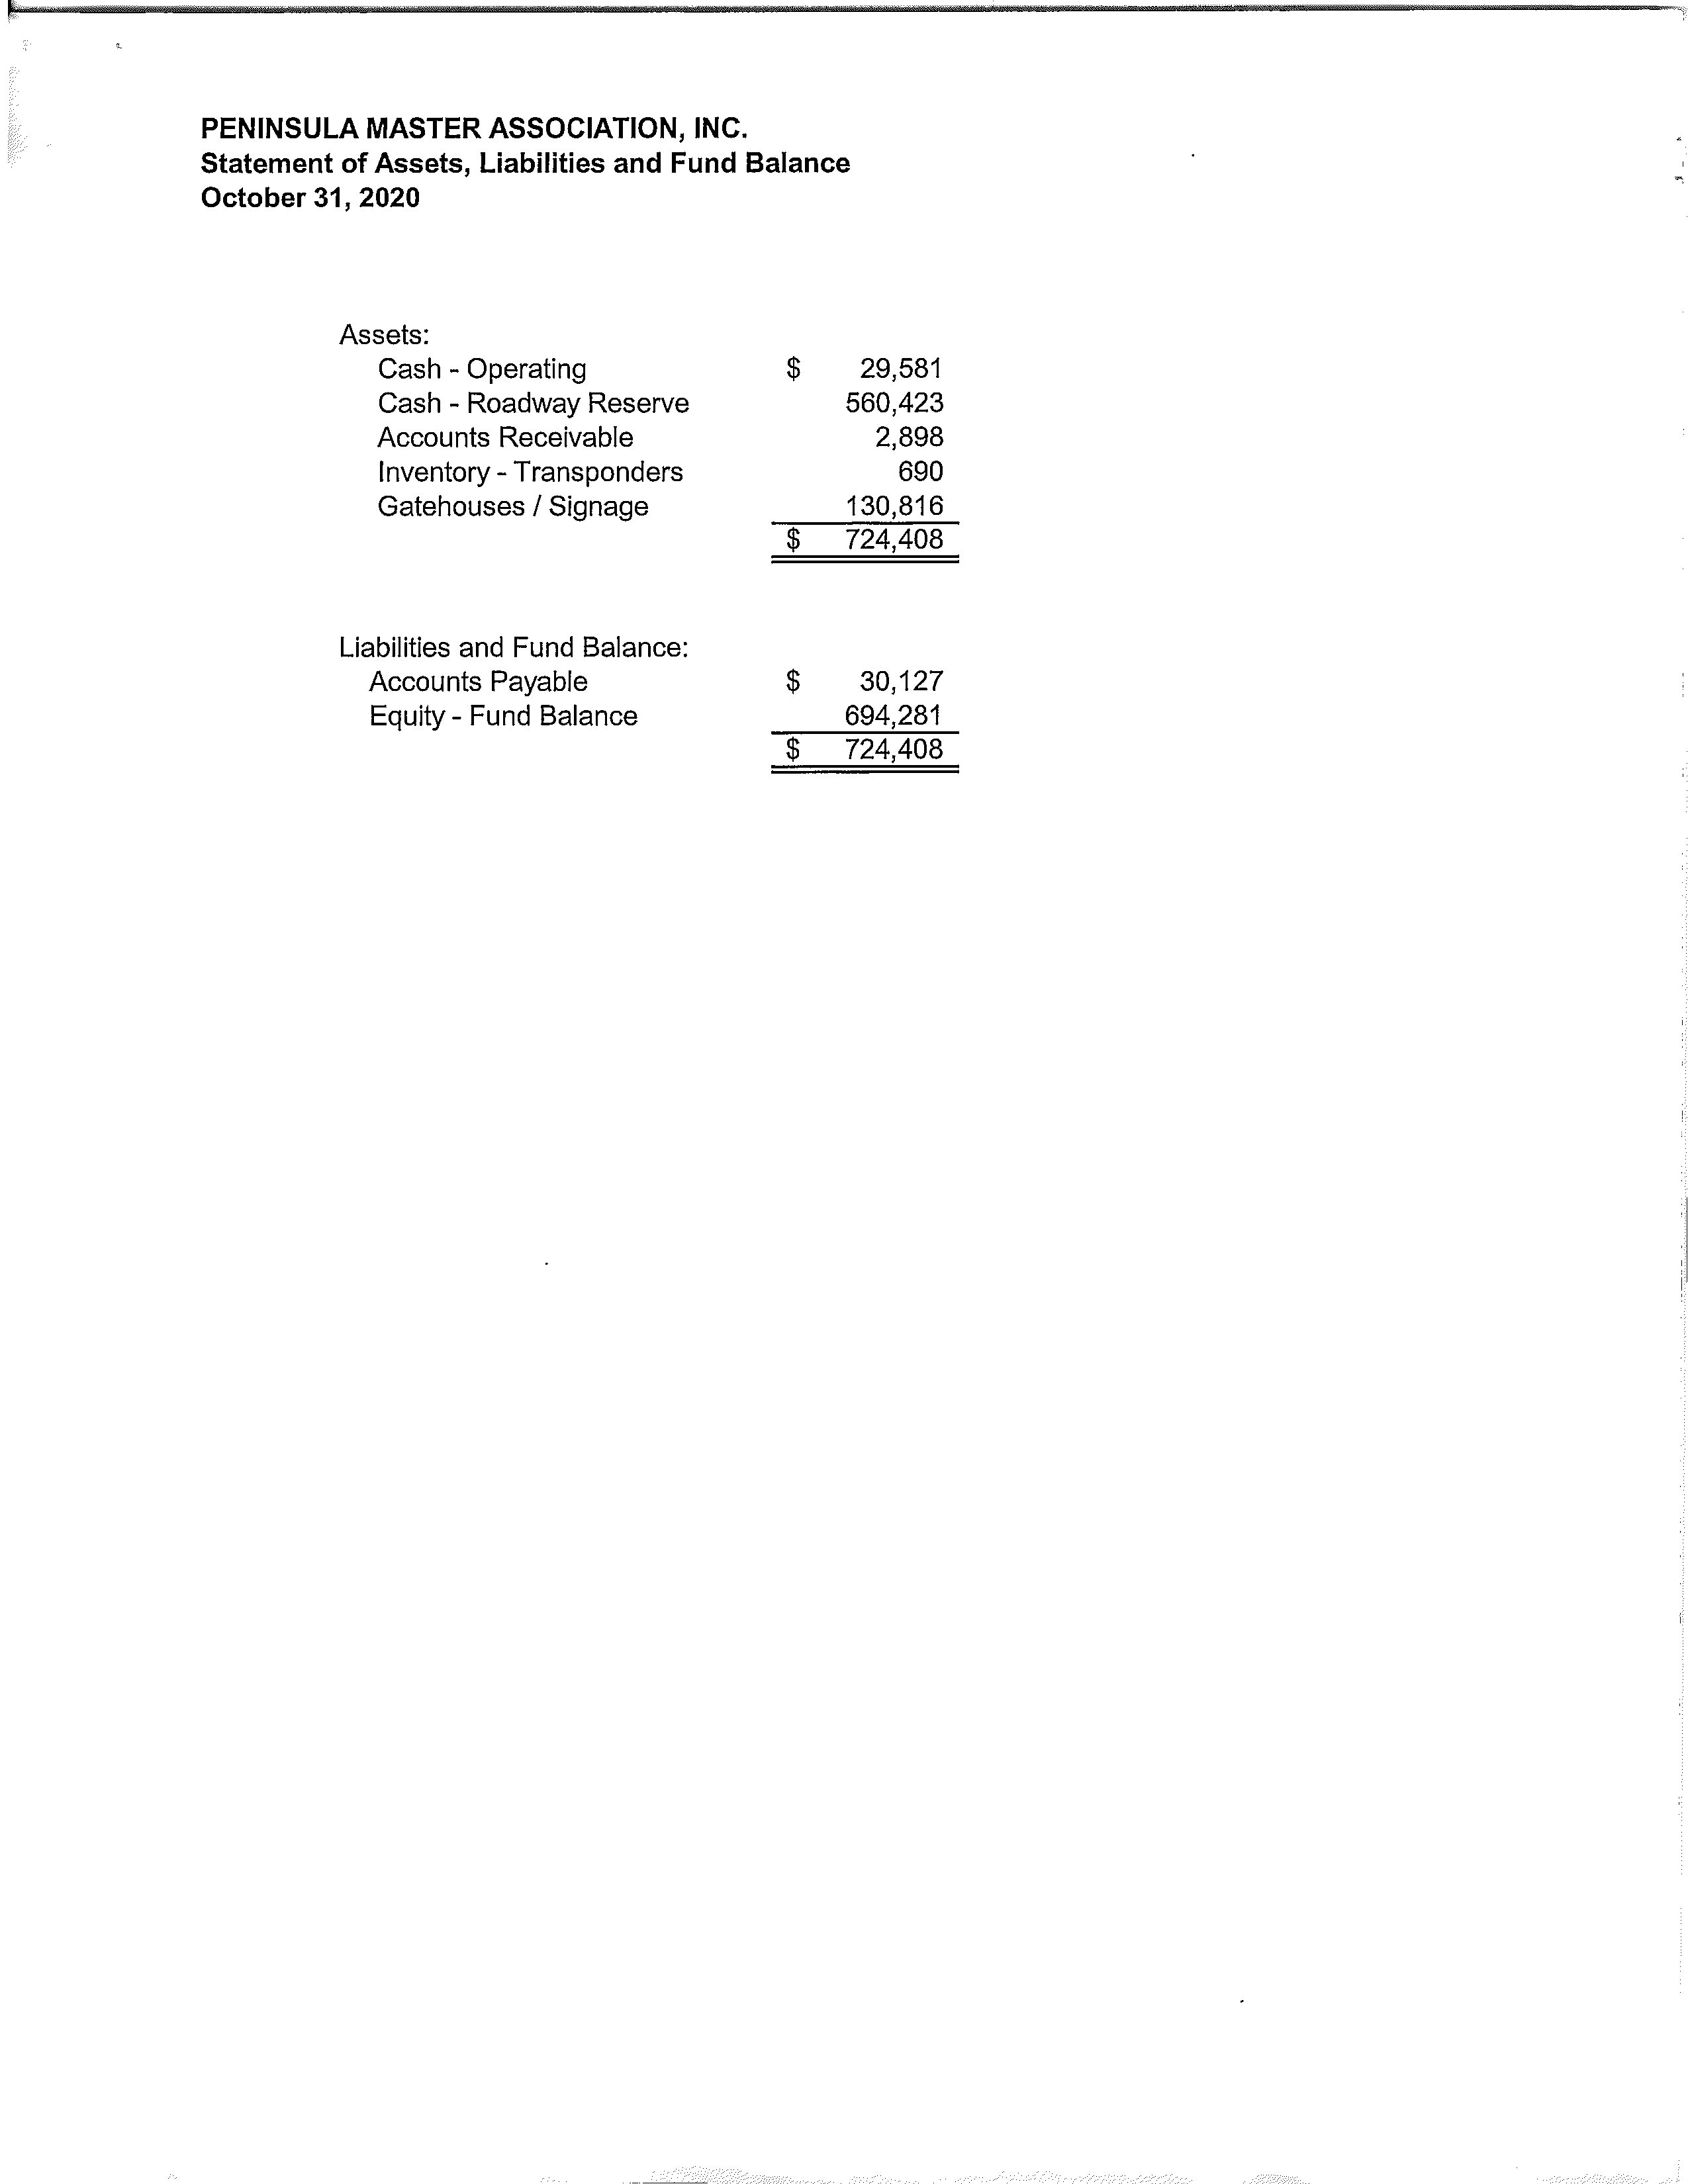 PENINSULA MASTER ASSOCIATION, INC.
Statement of Assets, Liabilities and Fund Balance
October 31, 2020
Assets:
Cash - Operating $ 29,581
Cash - Roadway Reserve 560,423
Accounts Receivable 2,898
Inventory - Transponders 690
Gatehouses / Signage 130,816
$ 724,408
Liabilities and Fund Balance:
Accounts Payable $ 30,127
Equity - Fund Balance 694,281
$ 724,408